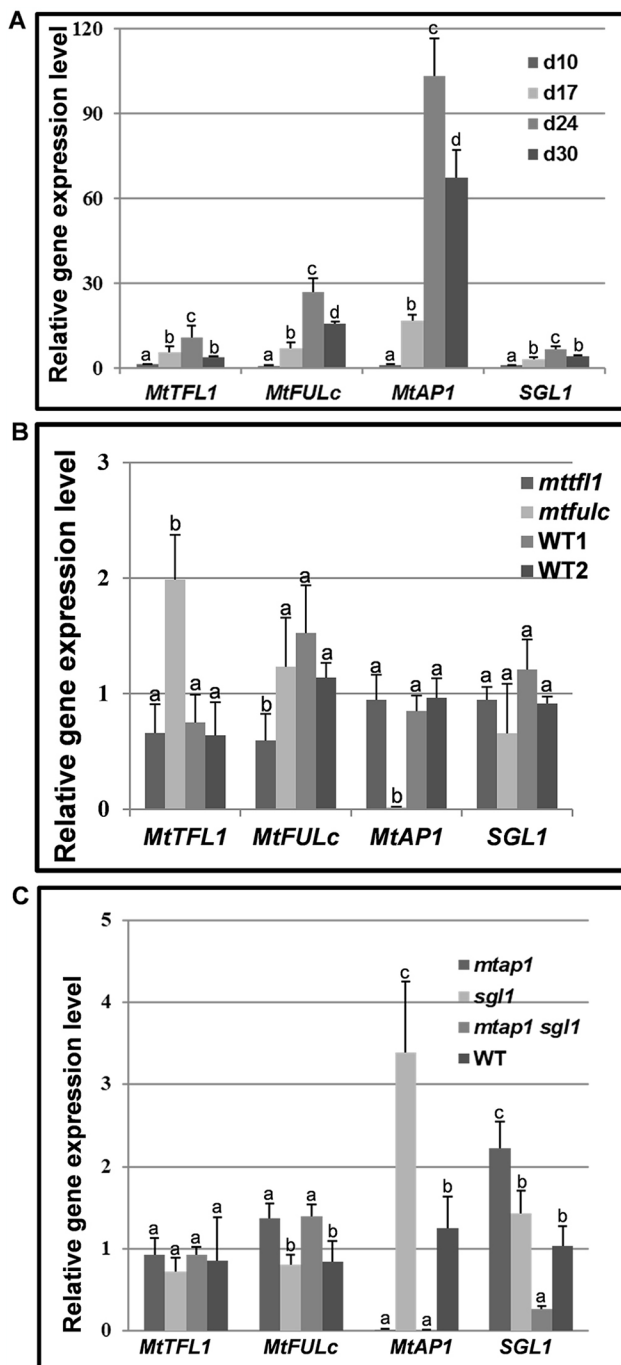 A
Relative gene expression level
120
90
60
30
0
d10
d17
d24
d30
a b c b
a b c d
a b c d
a b c b
MtTFL1 MtFULc MtAP1 SGL1
B
Relative gene expression level
3
2
1
0
mttfl1
mtfulc
WT1
WT2
a b a a
b a a a
a b a a
a a a a
MtTFL1 MtFULc MtAP1 SGL1
C
Relative gene expression level
5
4
3
2
1
0
mtap1
sgl1
mtap1 sgl1
WT
a a a a
a b a b
a c a b
c b a b
MtTFL1 MtFULc MtAP1 SGL1